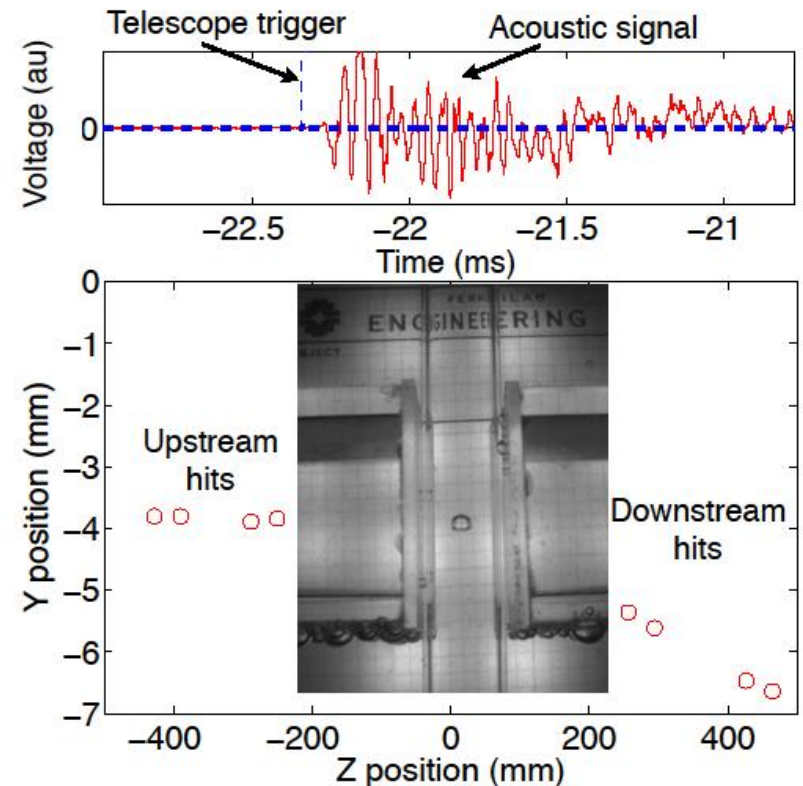 Telescope trigger
Acoustic signal
Voltage (au)
0
−22.5
−22
−21.5
−21
Time (ms)
ENGGINEEBERING
Y position (mm)
0
−1
−2
−3
−4
−5
−6
−7
Upstream
hits
Downstream
hits
−400
−200
0
200
400
Z position (mm)